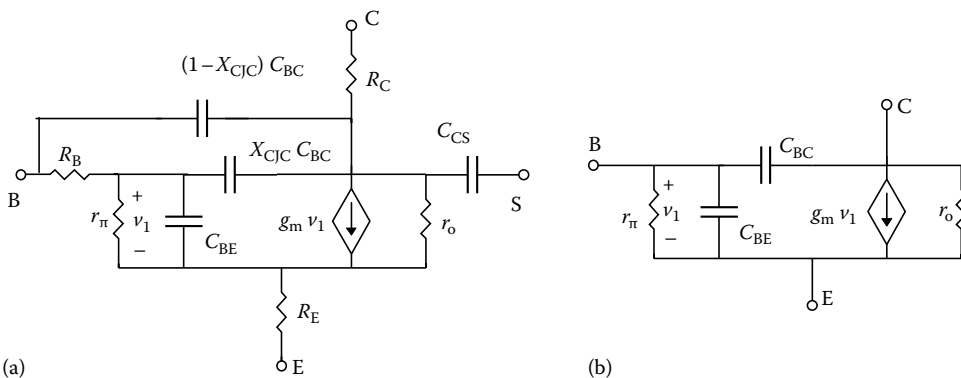 C
(1–X_CJC) C_BC
R_C
C_CS
R_B
X_CJC C_BC
B
r_π
+
v_1
–
C_BE
g_m v_1
r_o
S
R_E
E
(a)
C
B
C_BC
r_π
+
v_1
–
C_BE
g_m v_1
r_o
E
(b)